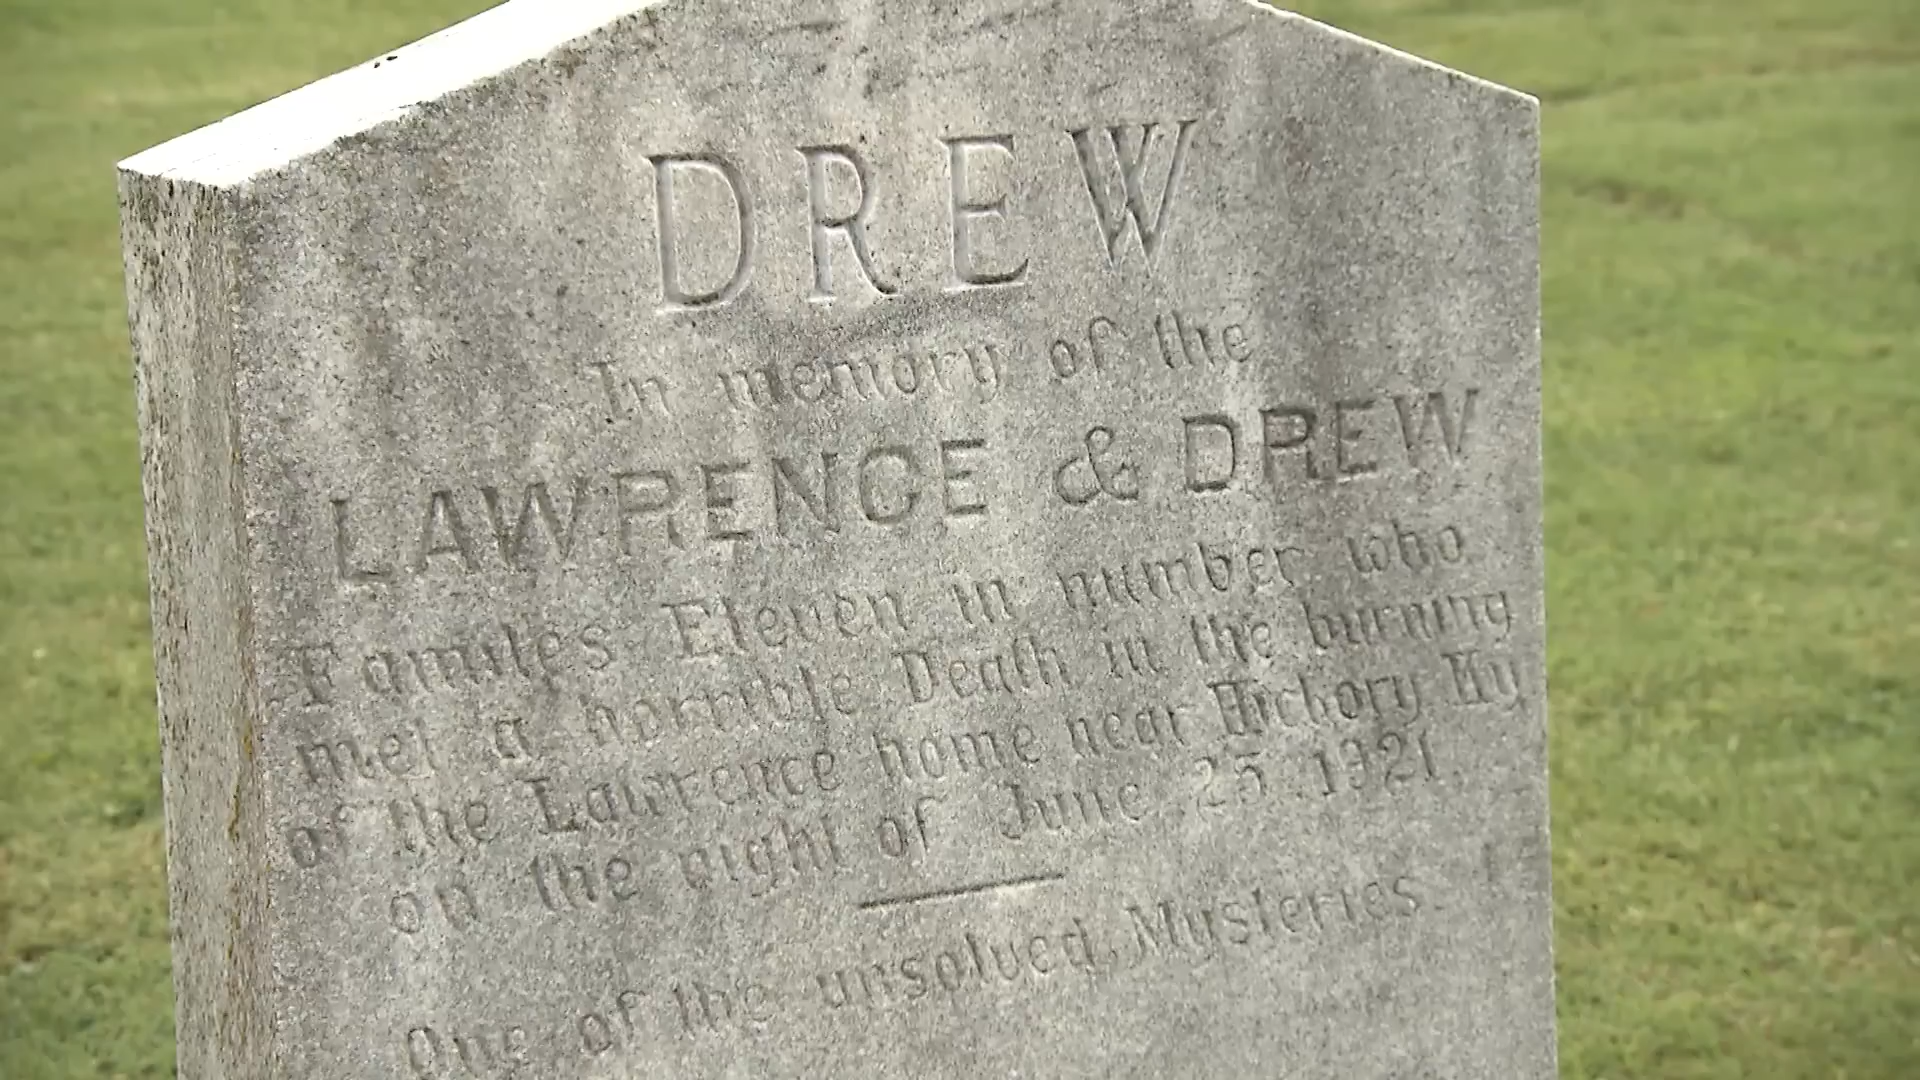 DREW
In memory of the
LAWRENCE & DREW
Families Eleven in number who
met a horrible Death in the burning
of the Lawrence home near Hickory Ky,
on the night of June 25 1921.
One of the unsolved Mysteries.